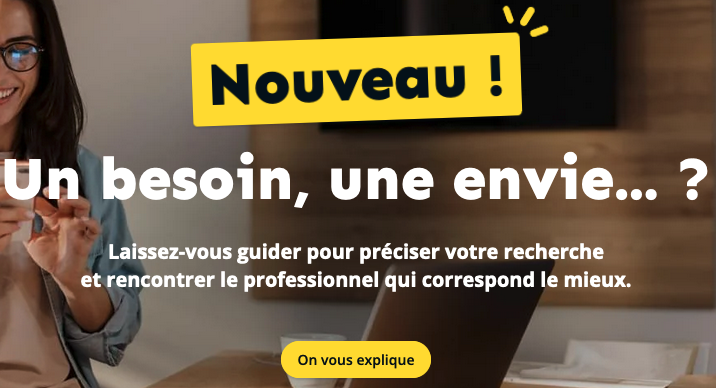 Nouveau !
Un besoin, une envie... ?
Laissez-vous guider pour préciser votre recherche
et rencontrer le professionnel qui correspond le mieux.
On vous explique